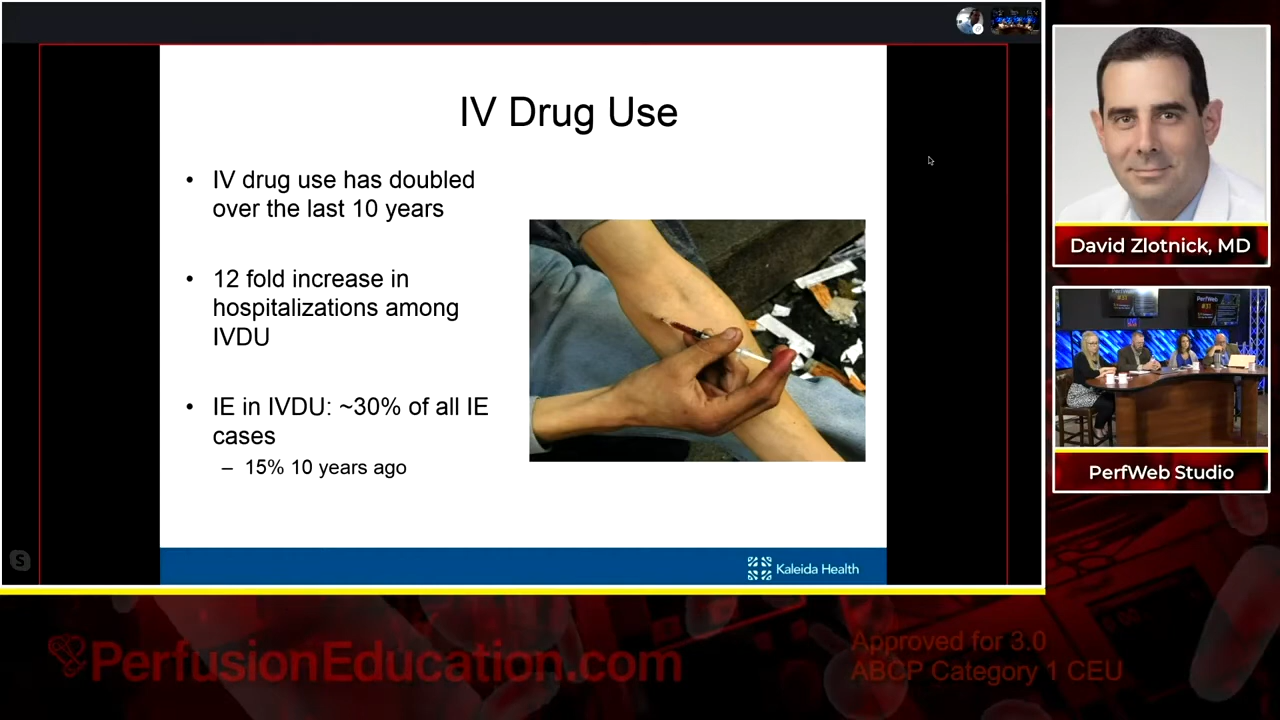 IV Drug Use
• IV drug use has doubled
over the last 10 years
• 12 fold increase in
hospitalizations among
IVDU
• IE in IVDU: ~30% of all IE
cases
– 15% 10 years ago
Kaleida Health
S
David Zlotnick, MD
PerfWeb
PerfWeb Studio
PerfusionEducation.com
Approved for 3.0
ABCP Category 1 CEU